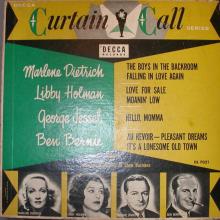 DECCA
Curtain Call
SERIES
DECCA
RECORDS
Marlene Dietrich
THE BOYS IN THE BACKROOM
FALLING IN LOVE AGAIN
Libby Holman
LOVE FOR SALE
MOANIN' LOW
George Jessel
HELLO, MOMMA
Ben Bernie
AU REVOIR — PLEASANT DREAMS
IT'S A LONESOME OLD TOWN
DL 7021